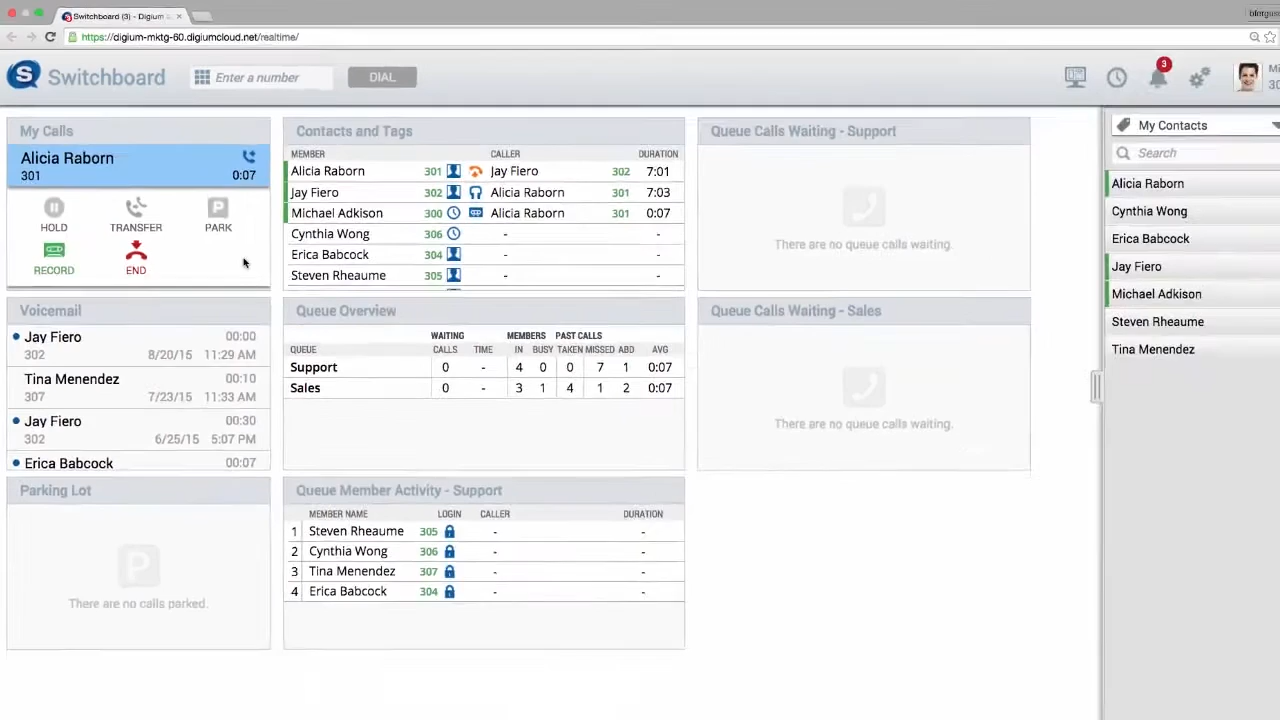 Switchboard (3) - Digium
bfergus
https://digium-mktg-60.digiumcloud.net/realtime/
S Switchboard
Enter a number
DIAL
3
Mi
30
My Calls
Alicia Raborn
301 0:07
HOLD TRANSFER PARK
RECORD END
Contacts and Tags
MEMBER CALLER DURATION
Alicia Raborn 301 Jay Fiero 302 7:01
Jay Fiero 302 Alicia Raborn 301 7:03
Michael Adkison 300 Alicia Raborn 301 0:07
Cynthia Wong 306 - -
Erica Babcock 304 - -
Steven Rheaume 305 - -
Queue Calls Waiting - Support
There are no queue calls waiting.
My Contacts
Search
Alicia Raborn
Cynthia Wong
Erica Babcock
Jay Fiero
Michael Adkison
Steven Rheaume
Tina Menendez
Voicemail
Jay Fiero 00:00
302 8/20/15 11:29 AM
Tina Menendez 00:10
307 7/23/15 11:33 AM
Jay Fiero 00:30
302 6/25/15 5:07 PM
Erica Babcock 00:07
Queue Overview
WAITING MEMBERS PAST CALLS
QUEUE CALLS TIME IN BUSY TAKEN MISSED ABD AVG
Support 0 - 4 0 0 7 1 0:07
Sales 0 - 3 1 4 1 2 0:07
Queue Calls Waiting - Sales
There are no queue calls waiting.
Parking Lot
P
There are no calls parked.
Queue Member Activity - Support
MEMBER NAME LOGIN CALLER DURATION
1 Steven Rheaume 305 - -
2 Cynthia Wong 306 - -
3 Tina Menendez 307 - -
4 Erica Babcock 304 - -